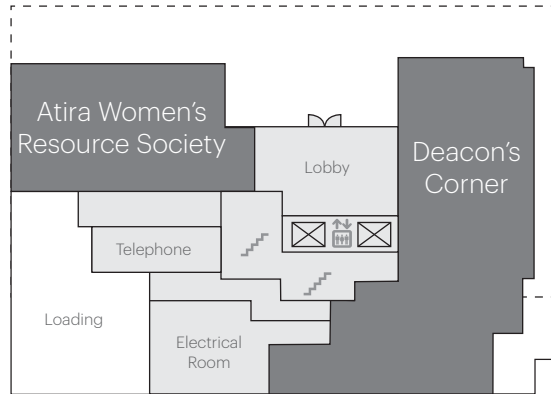 Atira Women's
Resource Society
Lobby
Deacon's
Corner
Telephone
Loading
Electrical
Room